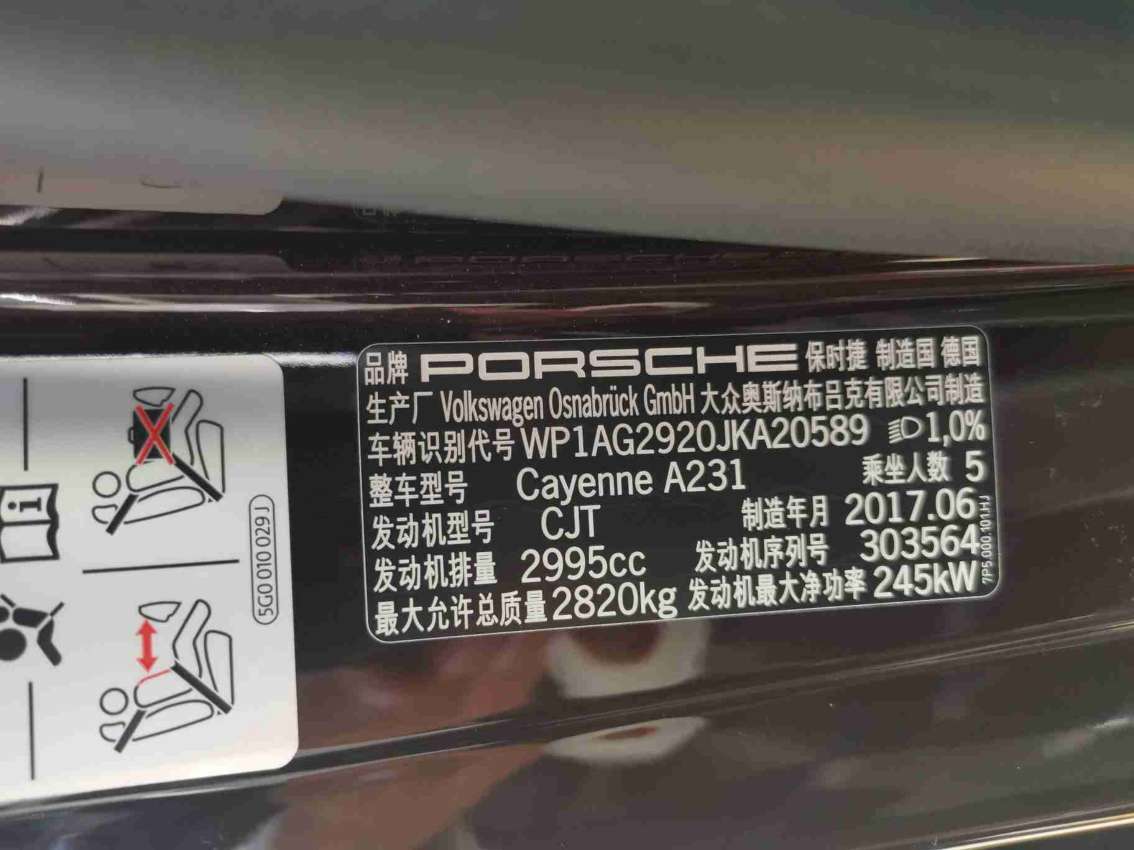 品牌 PORSCHE 保时捷 制造国 德国
生产厂 Volkswagen Osnabrück GmbH 大众奥斯纳布吕克有限公司制造
车辆识别代号 WP1AG2920JKA20589 1,0%
整车型号 Cayenne A231 乘坐人数 5
发动机型号 CJT 制造年月 2017.06
发动机排量 2995cc 发动机序列号 303564
最大允许总质量 2820kg 发动机最大净功率 245kW
7P5.000.101.HJ
5G0 010 029 J